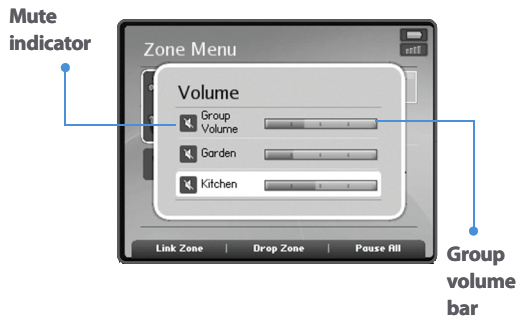 Mute
indicator
Zone Menu
Volume
Group
Volume
Garden
Kitchen
Link Zone | Drop Zone | Pause All
Group
volume
bar